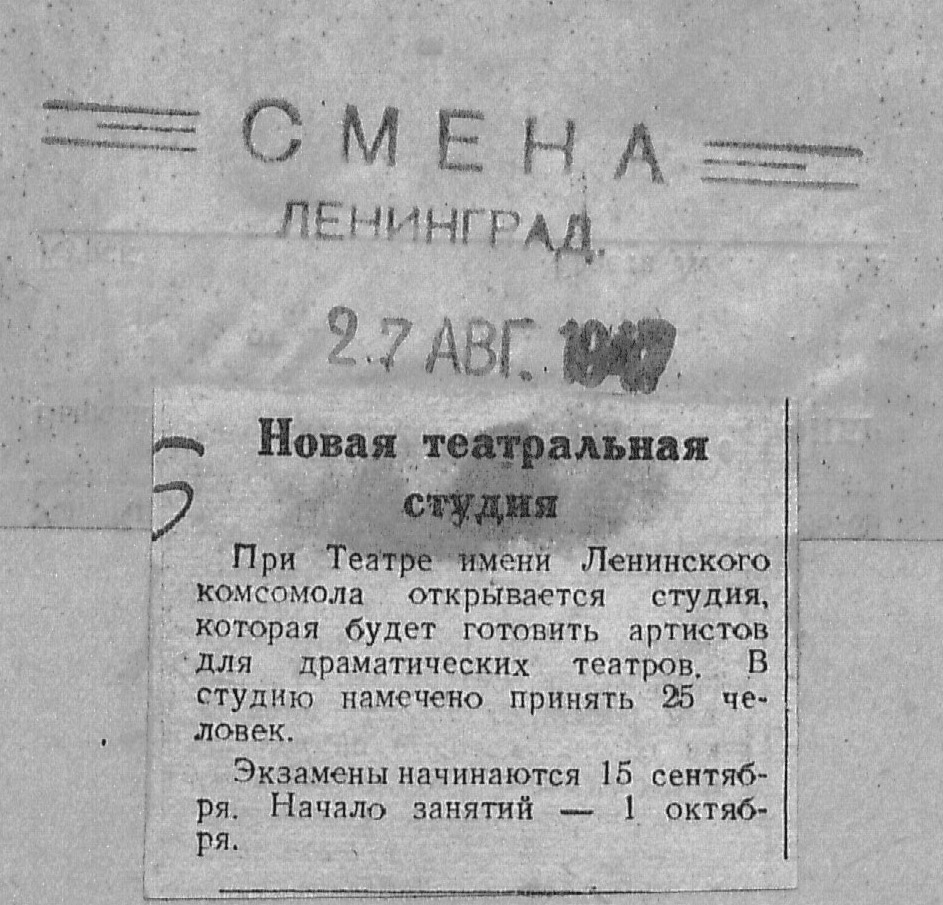 СМЕНА
ЛЕНИНГРАД.
27 АВГ. 1947
Новая театральная
студия
При Театре имени Ленинского
комсомола открывается студия,
которая будет готовить артистов
для драматических театров. В
студию намечено принять 25 че-
ловек.
Экзамены начинаются 15 сентяб-
ря. Начало занятий — 1 октяб-
ря.